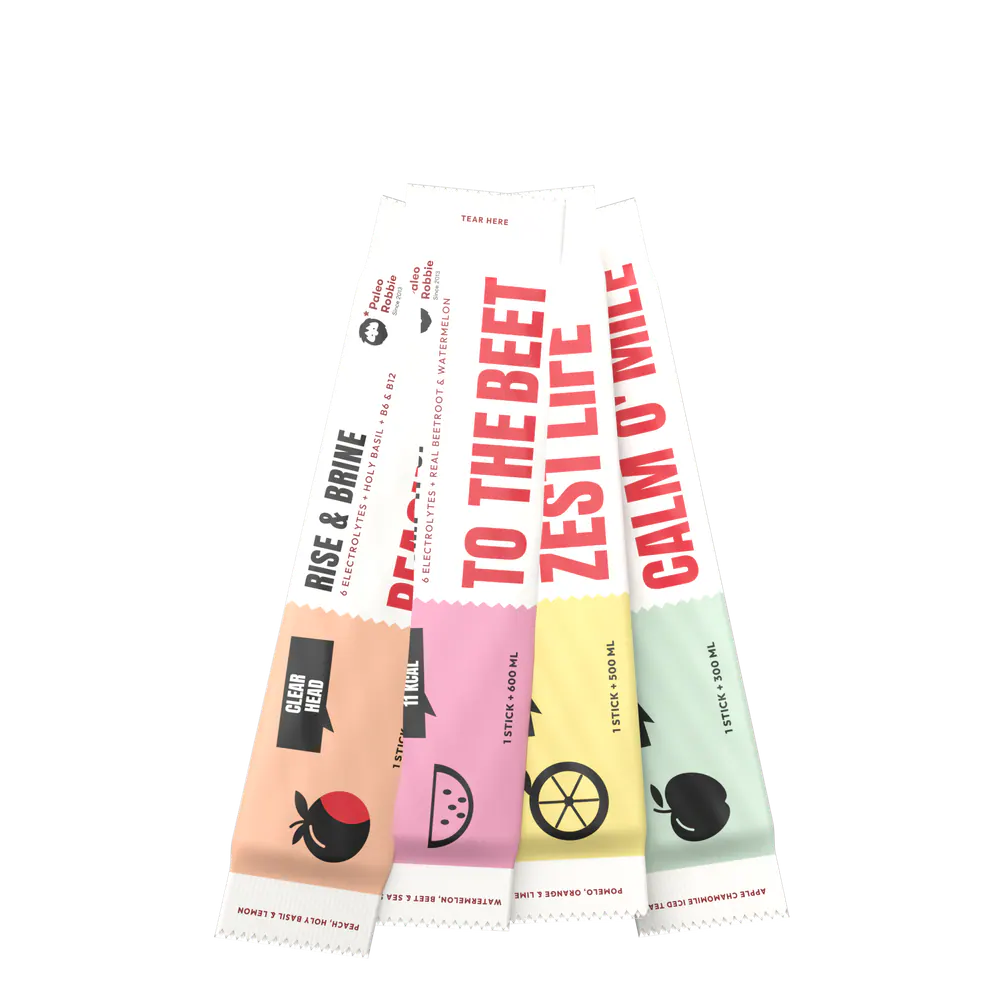 TEAR HERE
Paleo
Robbie
Since 2013
RISE & BRINE
6 ELECTROLYTES + HOLY BASIL + B6 & B12
CLEAR
HEAD
1 STICK
PEACH, HOLY BASIL & LEMON
Robbie
Since 2013
TO THE BEET
6 ELECTROLYTES + REAL BEETROOT & WATERMELON
11 KCAL
1 STICK + 600 ML
WATERMELON, BEET & SEA
ZEST LIFE
1 STICK + 500 ML
POMELO, ORANGE & LIME
CALM O' MILE
1 STICK + 300 ML
APPLE CHAMOMILE ICED TEA